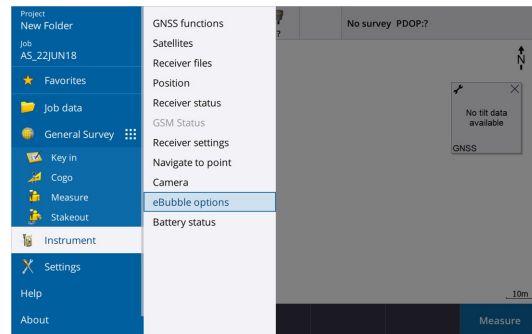 Project
New Folder
Job
AS_22JUN18
Favorites
Job data
General Survey
Key in
Cogo
Measure
Stakeout
Instrument
Settings
Help
About
GNSS functions
Satellites
Receiver files
Position
Receiver status
GSM Status
Receiver settings
Navigate to point
Camera
eBubble options
Battery status
?
No survey PDOP:?
N
No tilt data
available
GNSS
10m
Measure